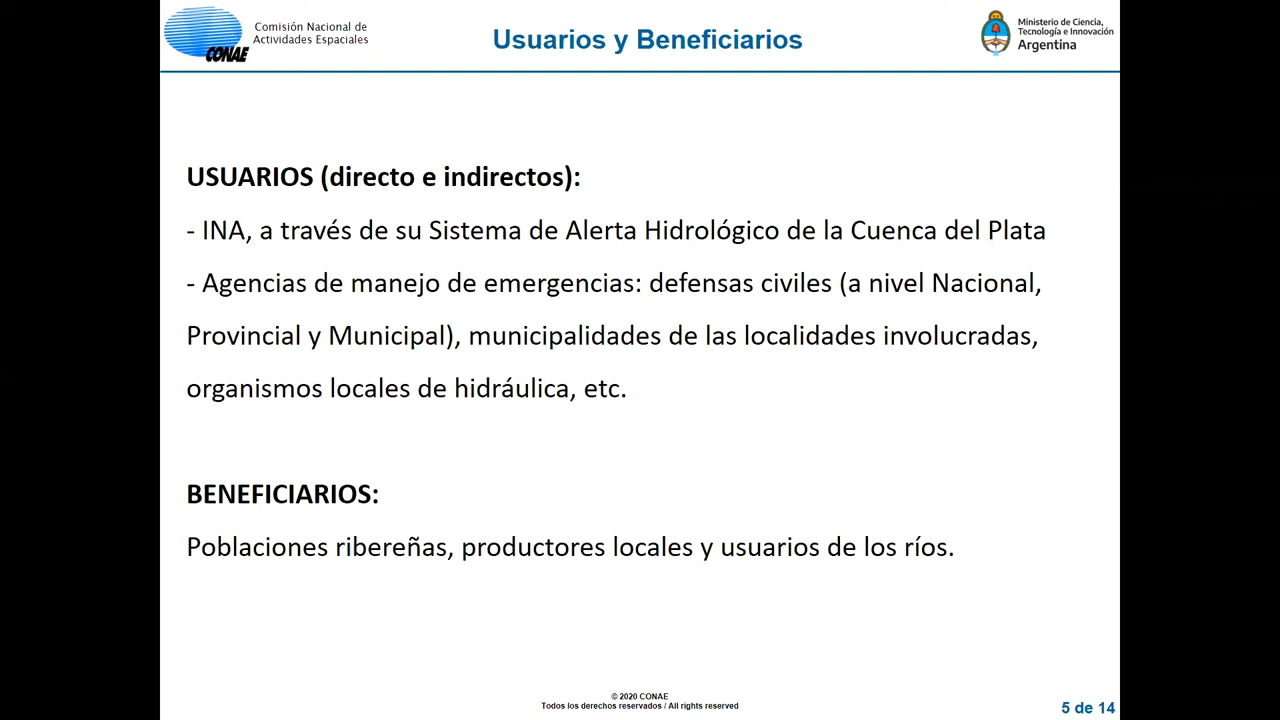 Comisión Nacional de
Actividades Espaciales
CONAE
Usuarios y Beneficiarios
Ministerio de Ciencia,
Tecnología e Innovación
Argentina
USUARIOS (directo e indirectos):
- INA, a través de su Sistema de Alerta Hidrológico de la Cuenca del Plata
- Agencias de manejo de emergencias: defensas civiles (a nivel Nacional,
Provincial y Municipal), municipalidades de las localidades involucradas,
organismos locales de hidráulica, etc.
BENEFICIARIOS:
Poblaciones ribereñas, productores locales y usuarios de los ríos.
© 2020 CONAE
Todos los derechos reservados / All rights reserved
5 de 14